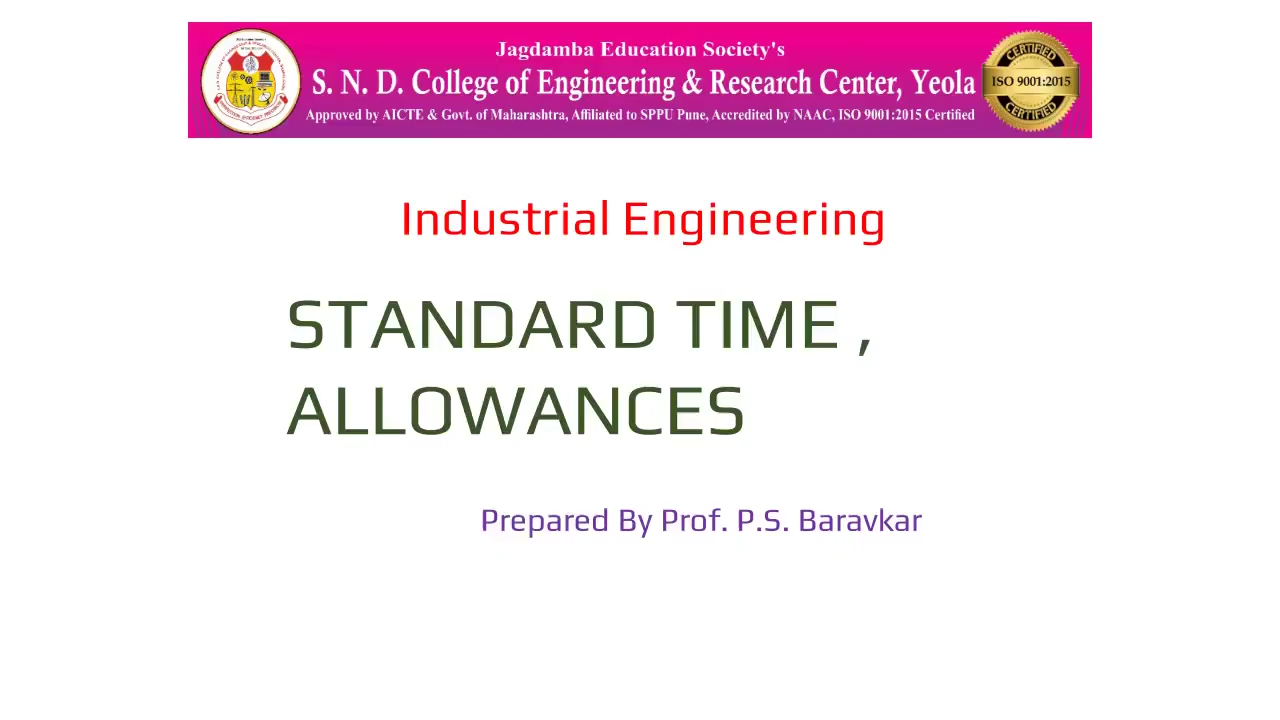 Jagdamba Education Society's
S. N. D. College of Engineering & Research Center, Yeola
Approved by AICTE & Govt. of Maharashtra, Affiliated to SPPU Pune, Accredited by NAAC, ISO 9001:2015 Certified
CERTIFIED
ISO 9001:2015
CERTIFIED
Industrial Engineering
STANDARD TIME ,
ALLOWANCES
Prepared By Prof. P.S. Baravkar